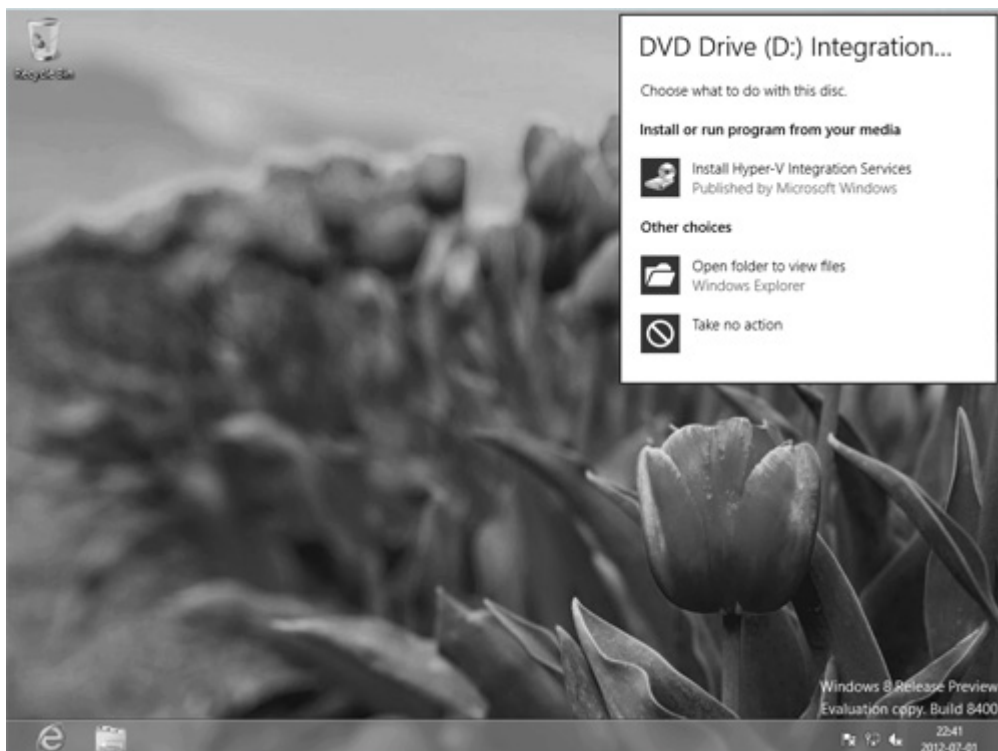 Recycle Bin
DVD Drive (D:) Integration...
Choose what to do with this disc.
Install or run program from your media
Install Hyper-V Integration Services
Published by Microsoft Windows
Other choices
Open folder to view files
Windows Explorer
Take no action
Windows 8 Release Preview
Evaluation copy. Build 8400
22:41
2012-07-01